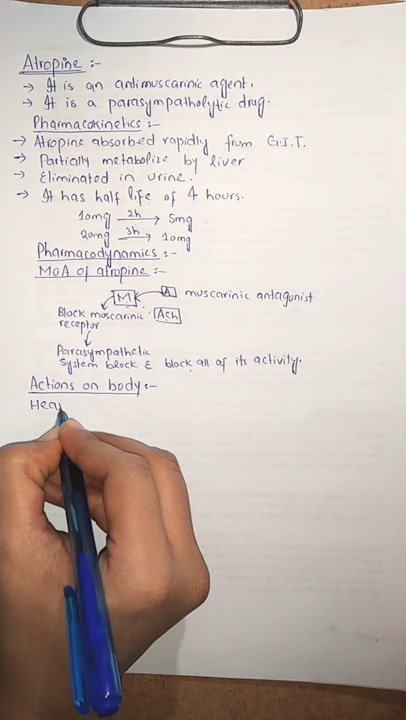 Atropine :-
→ It is an antimuscarinic agent.
→ It is a parasympatholytic drug.
Pharmacokinetics :-
→ Atropine absorbed rapidly from G.I.T.
→ Partially metabolize by liver
→ Eliminated in urine.
→ It has half life of 4 hours.
10mg 2h → 5mg
20mg 3h → 10mg
Pharmacodynamics :-
MOA of atropine :-
M ← A muscarinic antagonist
Block muscarinic Ach
receptor
Parasympathetic
system block & block all of its activity.
Actions on body :-
Hea